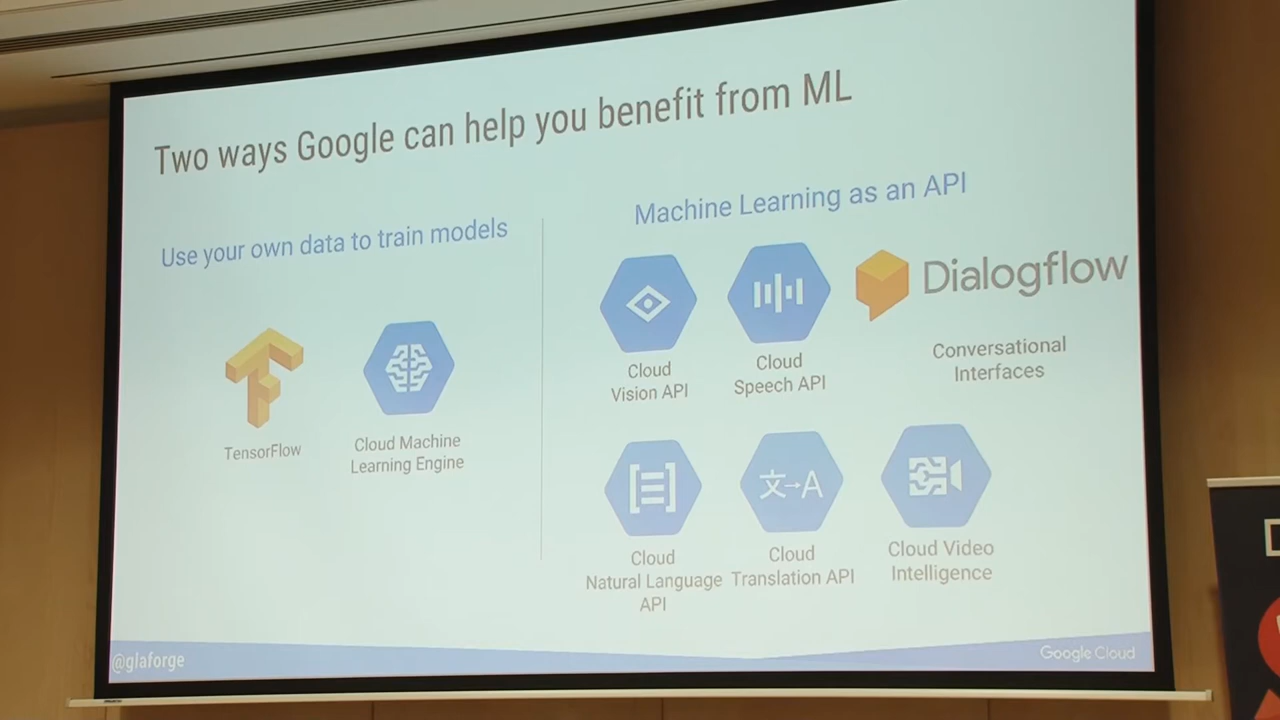 Two ways Google can help you benefit from ML
Use your own data to train models
TensorFlow
Cloud Machine
Learning Engine
Machine Learning as an API
Cloud
Vision API
Cloud
Speech API
Dialogflow
Conversational
Interfaces
Cloud
Natural Language
API
文→A
Cloud
Translation API
Cloud Video
Intelligence
@glaforge
Google Cloud